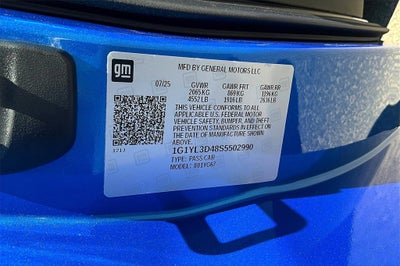 gm
MFD BY GENERAL MOTORS LLC
07/25 GVWR GAWR FRT GAWR RR
2065 KG 869 KG 1196 KG
4552 LB 1916 LB 2636 LB
THIS VEHICLE CONFORMS TO ALL
APPLICABLE U.S. FEDERAL MOTOR
VEHICLE SAFETY, BUMPER, AND THEFT
PREVENTION STANDARDS IN EFFECT ON
THE DATE OF MANUFACTURE SHOWN
ABOVE.
1G1YL3D48S5502990
TYPE: PASS CAR
MODEL: